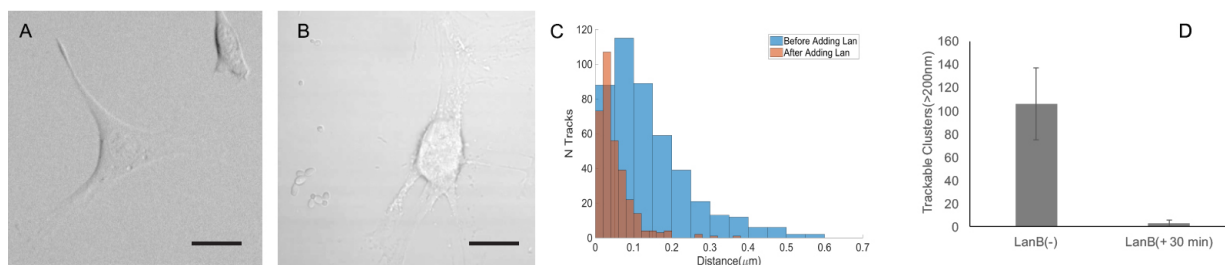 A
B
C
D
120
100
80
60
40
20
0
N Tracks
Before Adding Lan
After Adding Lan
0 0.1 0.2 0.3 0.4 0.5 0.6 0.7
Distance(μm)
160
140
120
100
80
60
40
20
0
Trackable Clusters(>200nm)
LanB(-) LanB(+ 30 min)